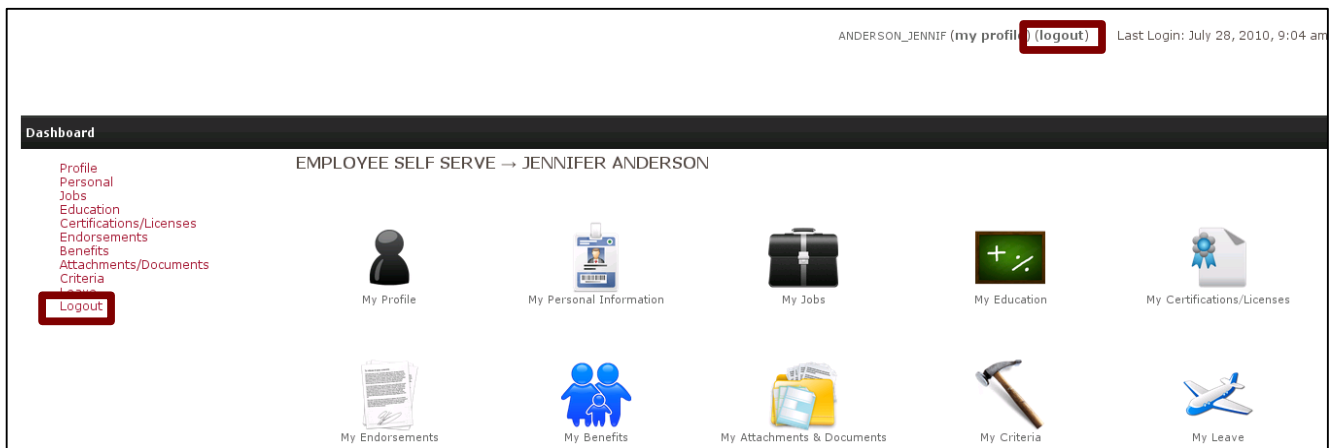 ANDERSON_JENNIF (my profile) (logout) Last Login: July 28, 2010, 9:04 am
Dashboard
EMPLOYEE SELF SERVE → JENNIFER ANDERSON
Profile
Personal
Jobs
Education
Certifications/Licenses
Endorsements
Benefits
Attachments/Documents
Criteria
Leave
Logout
My Profile My Personal Information My Jobs My Education My Certifications/Licenses
My Endorsements My Benefits My Attachments & Documents My Criteria My Leave